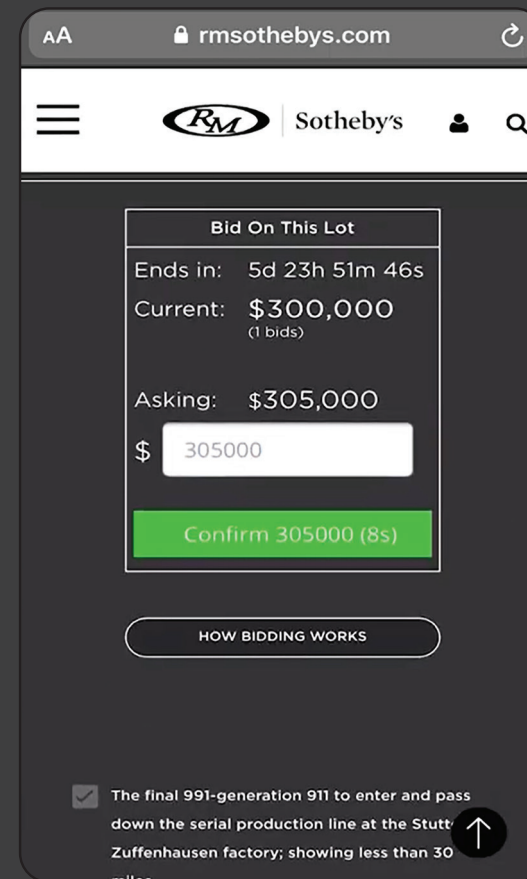 AA rmsothebys.com
RM Sotheby's
Bid On This Lot
Ends in: 5d 23h 51m 46s
Current: $300,000
(1 bids)
Asking: $305,000
$ 305000
Confirm 305000 (8s)
HOW BIDDING WORKS
The final 991-generation 911 to enter and pass
down the serial production line at the
Zuffenhausen factory; showing less than 30